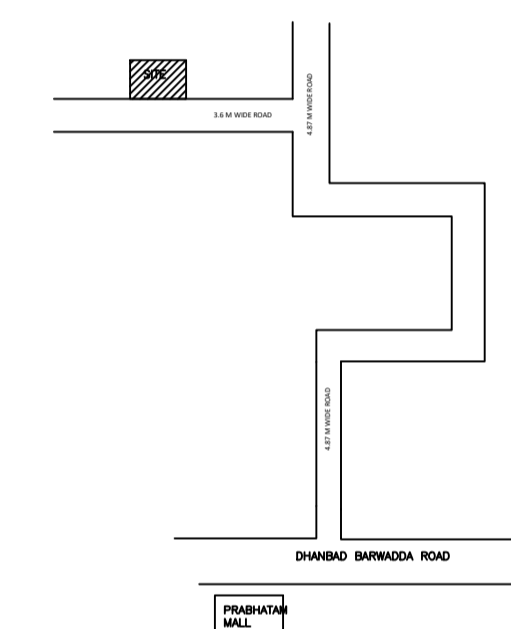 SITE
3.6 M WIDE ROAD
4.87 M WIDE ROAD
4.87 M WIDE ROAD
DHANBAD BARWADDA ROAD
PRABHATAM
MALL